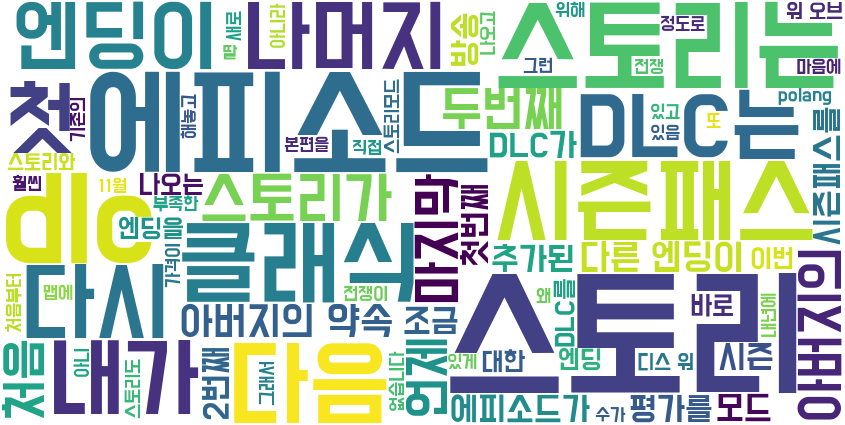 엔딩이 나머지 방송 나오고 스토리는 위해 정도로 워 오브
딱 새로 아니라 그런 전쟁 마음에
첫 에피소드 두번째 DLC는 polang
기존의 해놓고 스토리모드 본편을 직접 DLC가 있고 있음 또 시즌패스를
스토리와 훨씬 11월 나오는 스토리가 마지막 첫번째 시즌패스
dlc 부족한 엔딩을 클래식 추가된 다른 엔딩이 이번
처음부터 맵에 다시 가격이 전쟁이 스토리 왜 DLC를 바로 내년에 아버지의
아버지의 약속 조금
처음 아니 내가 2번째 다음 없습니다 언제 있게 대한 엔딩 디스 워 시즌
스토리도 그래서 에피소드가 수가 평가를 모드